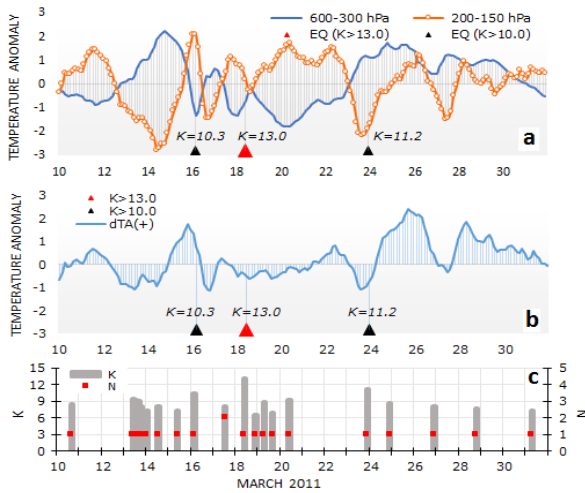 600-300 hPa 200-150 hPa
EQ (K>13.0) EQ (K>10.0)
TEMPERATURE ANOMALY
3
2
1
0
-1
-2
-3
K=10.3 K=13.0 K=11.2
a
10 12 14 16 18 20 22 24 26 28 30
K>13.0
K>10.0
dTA(+)
TEMPERATURE ANOMALY
3
2
1
0
-1
-2
-3
K=10.3 K=13.0 K=11.2
b
10 12 14 16 18 20 22 24 26 28 30
K
N
c
K
15
12
9
6
3
0
5
4
3
2
1
0
N
10 12 14 16 18 20 22 24 26 28 30
MARCH 2011